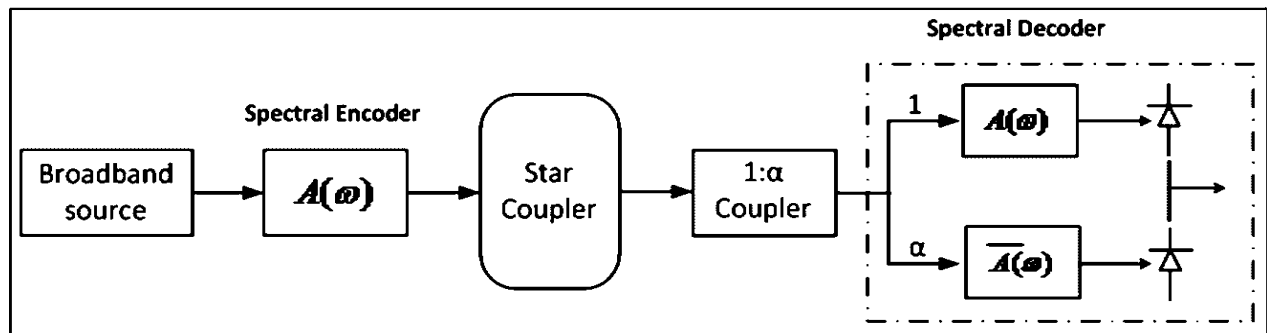 Spectral Decoder
Spectral Encoder
Broadband
source
A(ϖ)
Star
Coupler
1:α
Coupler
1
A(ϖ)
α
A̅(ϖ)